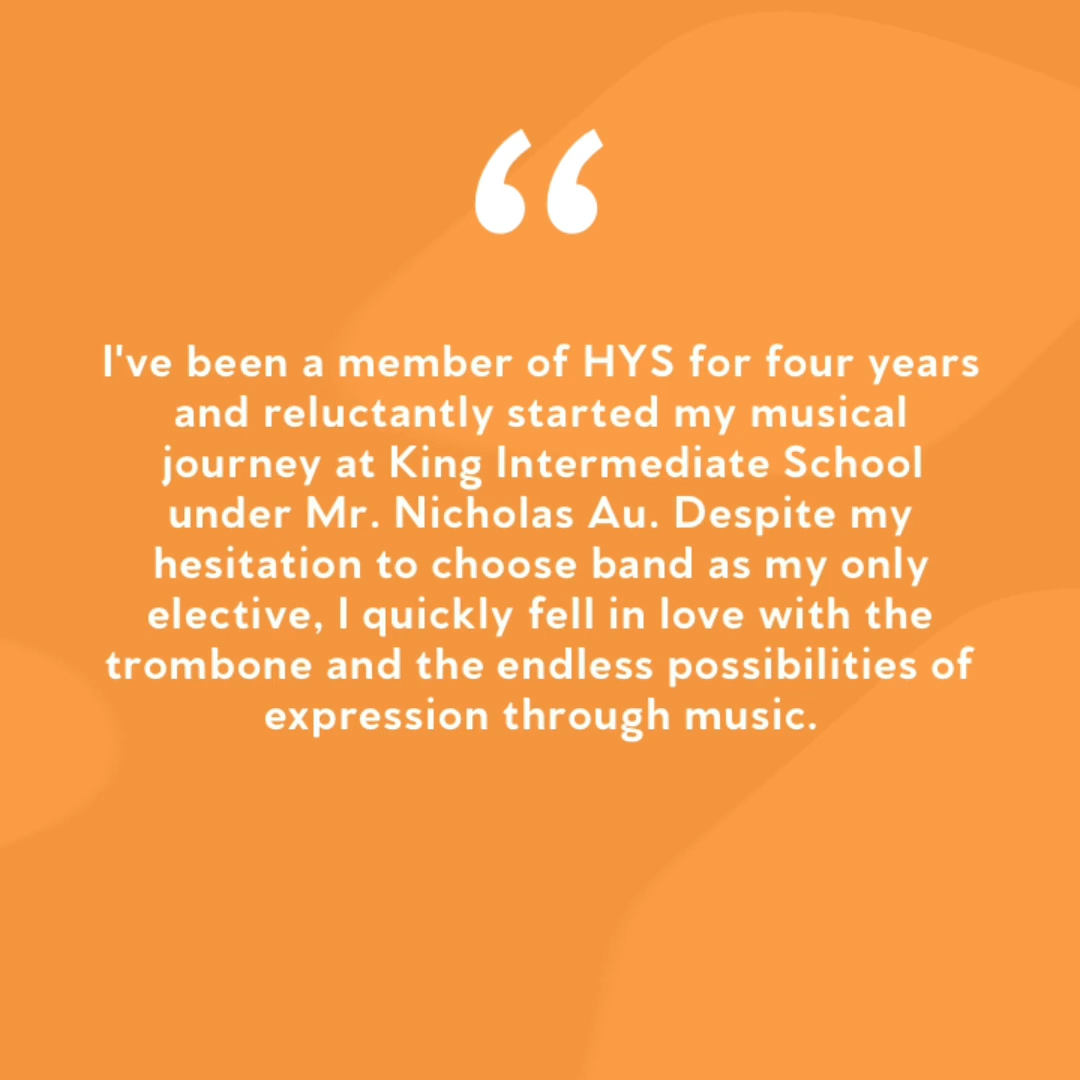 “
I've been a member of HYS for four years
and reluctantly started my musical
journey at King Intermediate School
under Mr. Nicholas Au. Despite my
hesitation to choose band as my only
elective, I quickly fell in love with the
trombone and the endless possibilities of
expression through music.